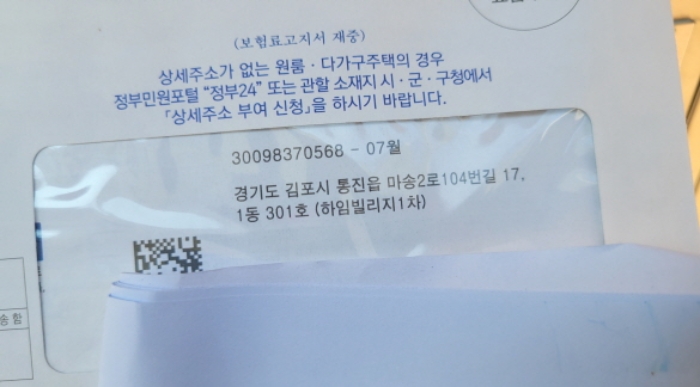 (보험료고지서 재중)
상세주소가 없는 원룸·다가구주택의 경우
정부민원포털 "정부24" 또는 관할 소재지 시·군·구청에서
「상세주소 부여 신청」을 하시기 바랍니다.
30098370568 - 07월
경기도 김포시 통진읍 마송2로104번길 17,
1동 301호 (하임빌리지1차)
송함